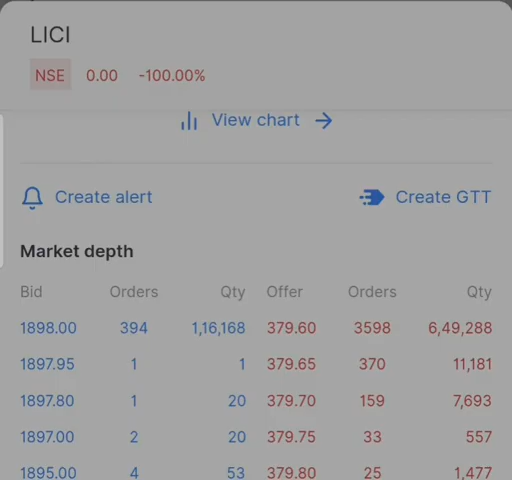 LICI
NSE 0.00 -100.00%
View chart
Create alert Create GTT
Market depth
Bid Orders Qty Offer Orders Qty
1898.00 394 1,16,168 379.60 3598 6,49,288
1897.95 1 1 379.65 370 11,181
1897.80 1 20 379.70 159 7,693
1897.00 2 20 379.75 33 557
1895.00 4 53 379.80 25 1,477